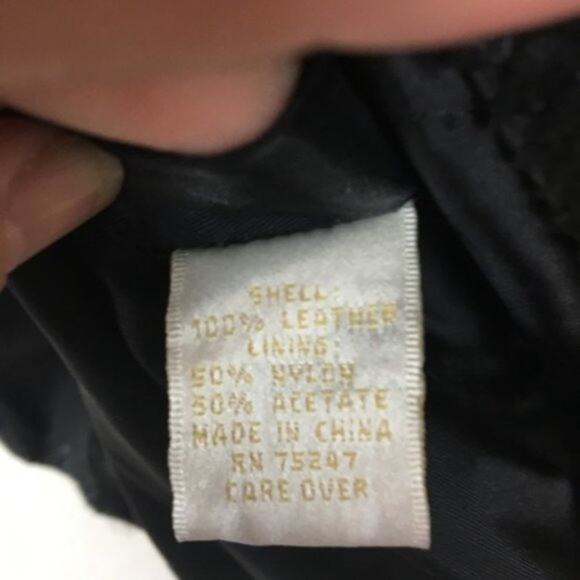 SHELL:
100% LEATHER
LINING:
50% NYLON
50% ACETATE
MADE IN CHINA
RN 75247
CARE OVER